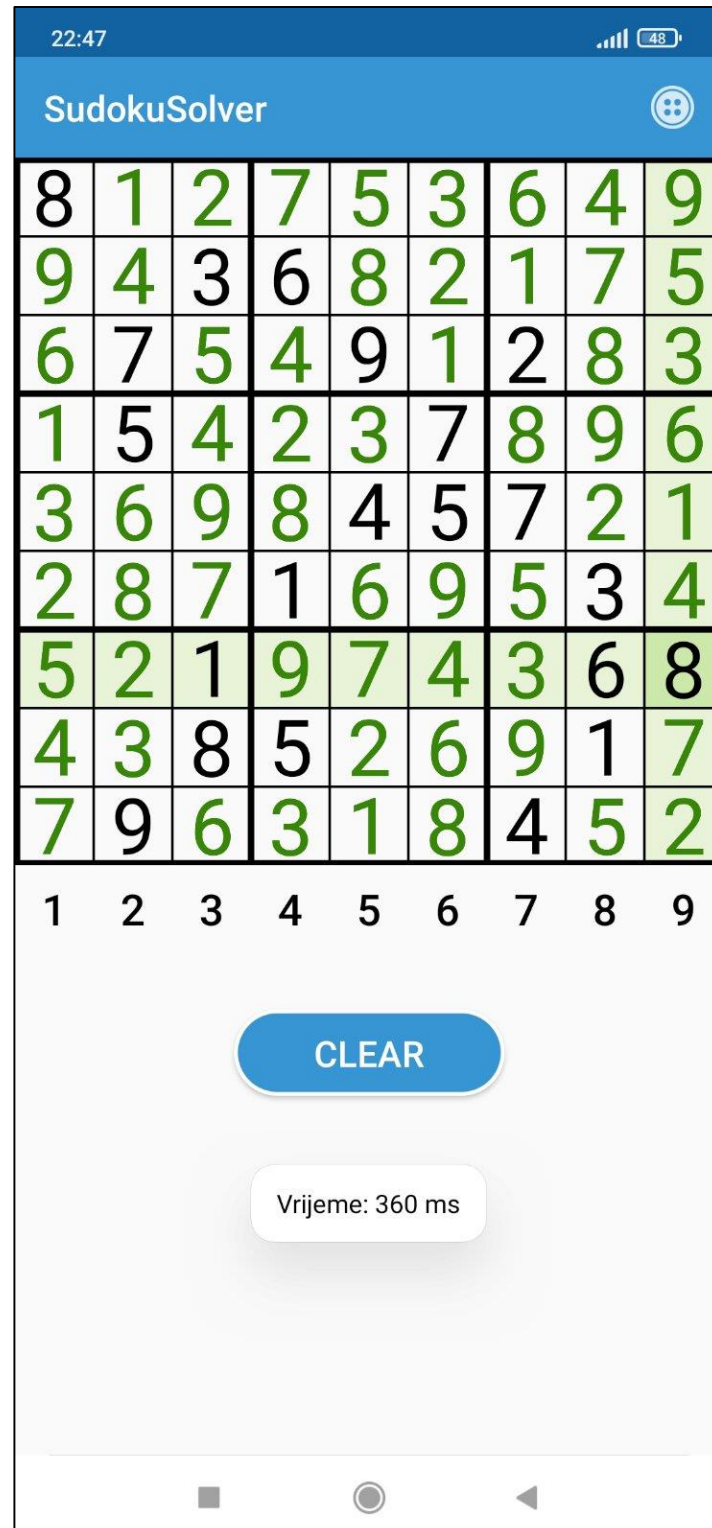 22:47 48
SudokuSolver
8 1 2 7 5 3 6 4 9
9 4 3 6 8 2 1 7 5
6 7 5 4 9 1 2 8 3
1 5 4 2 3 7 8 9 6
3 6 9 8 4 5 7 2 1
2 8 7 1 6 9 5 3 4
5 2 1 9 7 4 3 6 8
4 3 8 5 2 6 9 1 7
7 9 6 3 1 8 4 5 2
1 2 3 4 5 6 7 8 9
CLEAR
Vrijeme: 360 ms